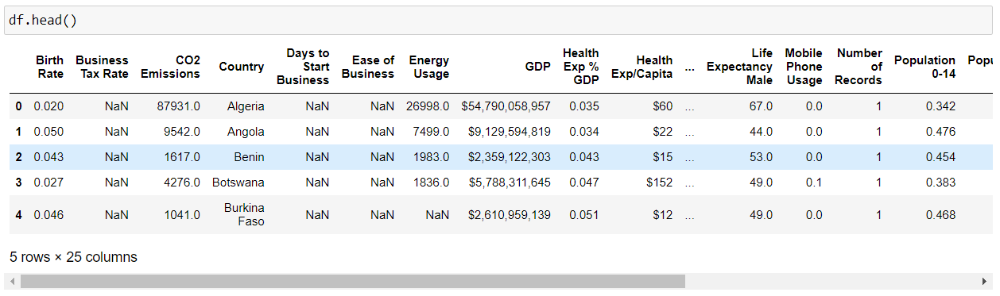 df.head()
Birth Rate Business Tax Rate CO2 Emissions Country Days to Start Business Ease of Business Energy Usage GDP Health Exp % GDP Health Exp/Capita ... Life Expectancy Male Mobile Phone Usage Number of Records Population 0-14 Popu
0 0.020 NaN 87931.0 Algeria NaN NaN 26998.0 $54,790,058,957 0.035 $60 ... 67.0 0.0 1 0.342
1 0.050 NaN 9542.0 Angola NaN NaN 7499.0 $9,129,594,819 0.034 $22 ... 44.0 0.0 1 0.476
2 0.043 NaN 1617.0 Benin NaN NaN 1983.0 $2,359,122,303 0.043 $15 ... 53.0 0.0 1 0.454
3 0.027 NaN 4276.0 Botswana NaN NaN 1836.0 $5,788,311,645 0.047 $152 ... 49.0 0.1 1 0.383
4 0.046 NaN 1041.0 Burkina Faso NaN NaN NaN $2,610,959,139 0.051 $12 ... 49.0 0.0 1 0.468
5 rows × 25 columns